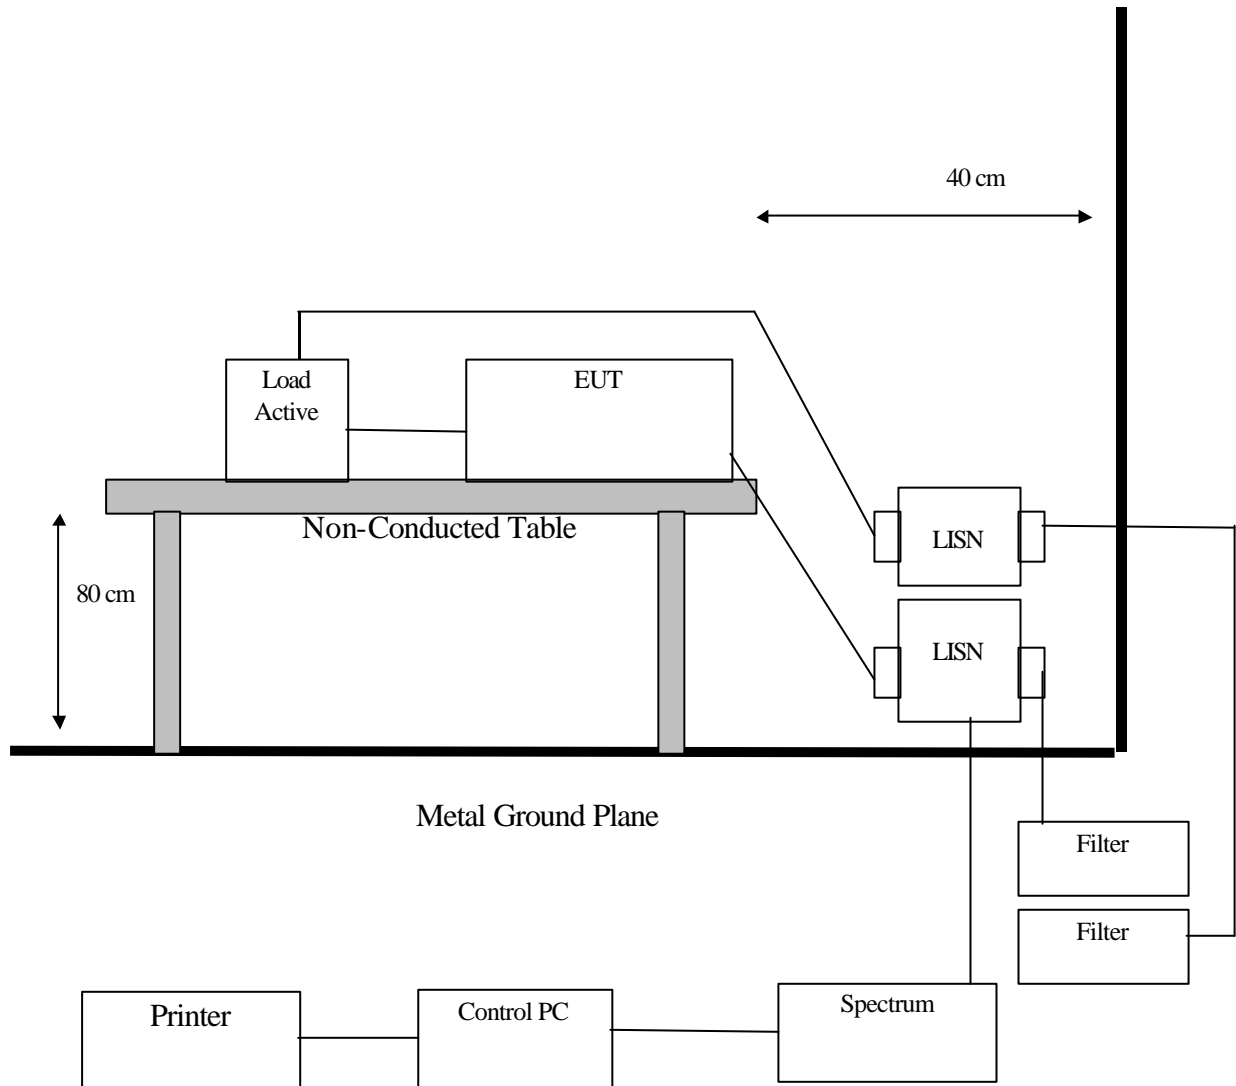 40 cm
Load
Active
EUT
Non-Conducted Table
LISN
80 cm
LISN
Metal Ground Plane
Filter
Filter
Printer
Control PC
Spectrum